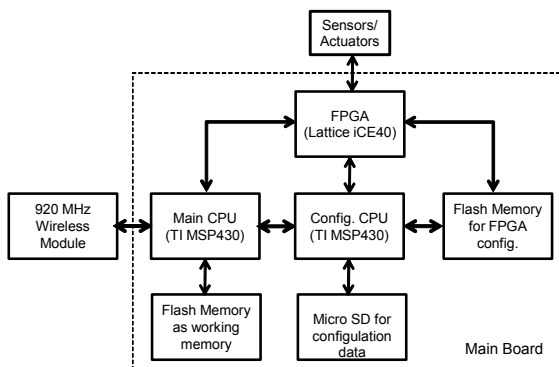 Sensors/
Actuators
FPGA
(Lattice iCE40)
920 MHz
Wireless
Module
Main CPU
(TI MSP430)
Config. CPU
(TI MSP430)
Flash Memory
for FPGA
config.
Flash Memory
as working
memory
Micro SD for
configulation
data
Main Board